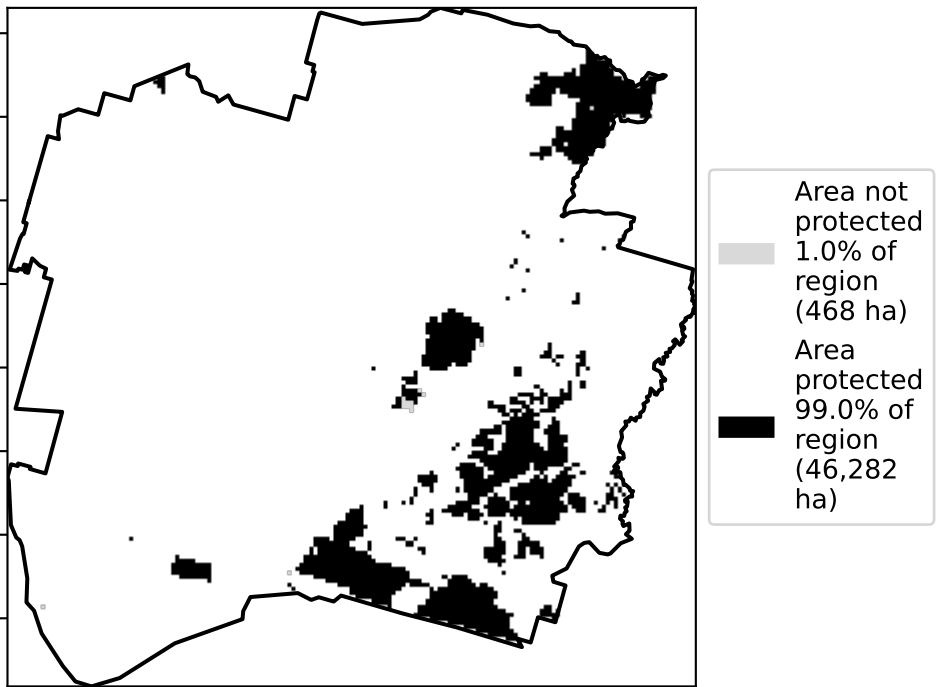 Area not
protected
1.0% of
region
(468 ha)
Area
protected
99.0% of
region
(46,282
ha)